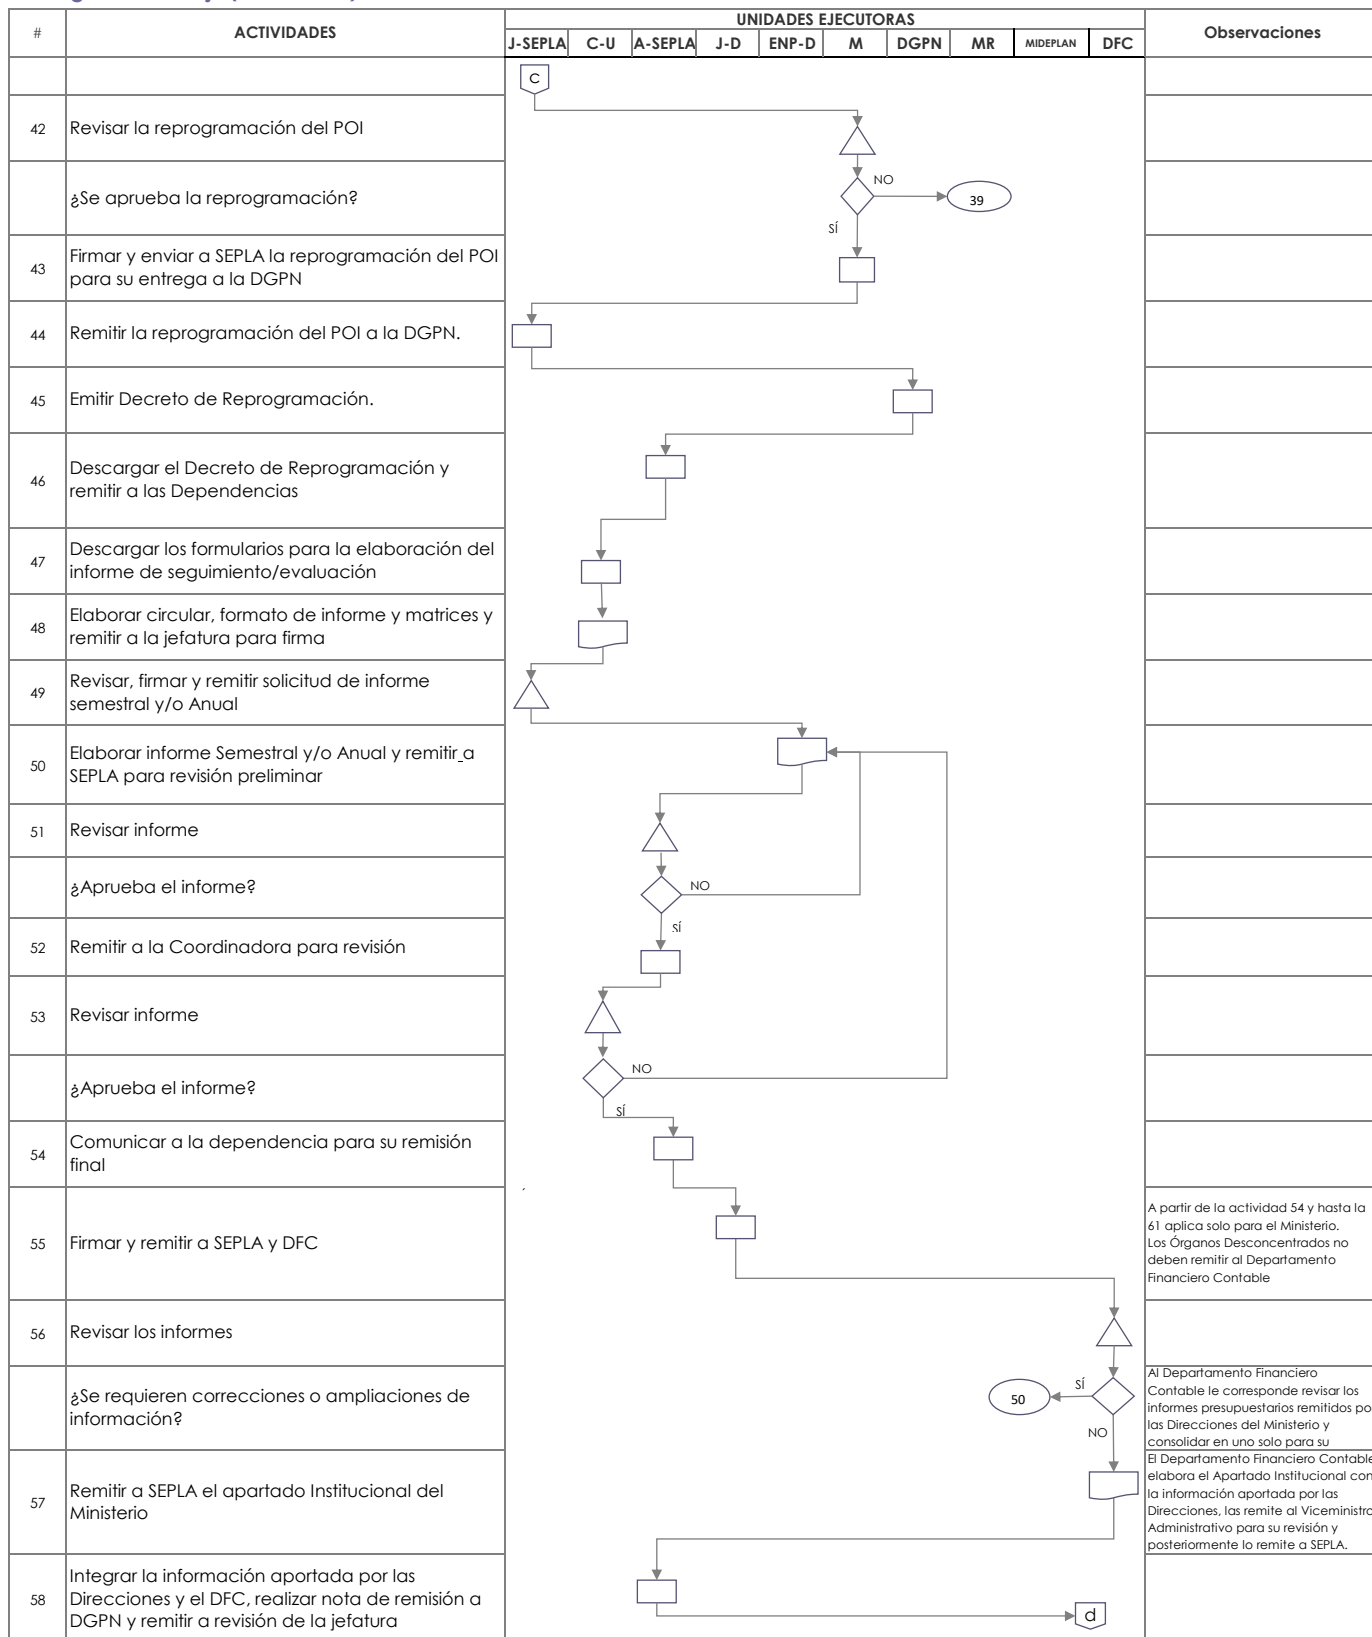 #
ACTIVIDADES
UNIDADES EJECUTORAS
Observaciones
J-SEPLA C-U A-SEPLA J-D ENP-D M DGPN MR MIDEPLAN DFC
C
42 Revisar la reprogramación del POI
¿Se aprueba la reprogramación?
NO
39
SÍ
43 Firmar y enviar a SEPLA la reprogramación del POI
para su entrega a la DGPN
44 Remitir la reprogramación del POI a la DGPN.
45 Emitir Decreto de Reprogramación.
46 Descargar el Decreto de Reprogramación y
remitir a las Dependencias
47 Descargar los formularios para la elaboración del
informe de seguimiento/evaluación
48 Elaborar circular, formato de informe y matrices y
remitir a la jefatura para firma
49 Revisar, firmar y remitir solicitud de informe
semestral y/o Anual
50 Elaborar informe Semestral y/o Anual y remitir a
SEPLA para revisión preliminar
51 Revisar informe
¿Aprueba el informe?
NO
SÍ
52 Remitir a la Coordinadora para revisión
53 Revisar informe
¿Aprueba el informe?
NO
SÍ
54 Comunicar a la dependencia para su remisión
final
55 Firmar y remitir a SEPLA y DFC
A partir de la actividad 54 y hasta la
61 aplica solo para el Ministerio.
Los Órganos Desconcentrados no
deben remitir al Departamento
Financiero Contable
56 Revisar los informes
¿Se requieren correcciones o ampliaciones de
información?
50
SÍ
NO
Al Departamento Financiero
Contable le corresponde revisar los
informes presupuestarios remitidos por
las Direcciones del Ministerio y
consolidar en uno solo para su
57 Remitir a SEPLA el apartado Institucional del
Ministerio
El Departamento Financiero Contable
elabora el Apartado Institucional con
la información aportada por las
Direcciones, las remite al Viceministro
Administrativo para su revisión y
posteriormente lo remite a SEPLA.
58 Integrar la información aportada por las
Direcciones y el DFC, realizar nota de remisión a
DGPN y remitir a revisión de la jefatura
d